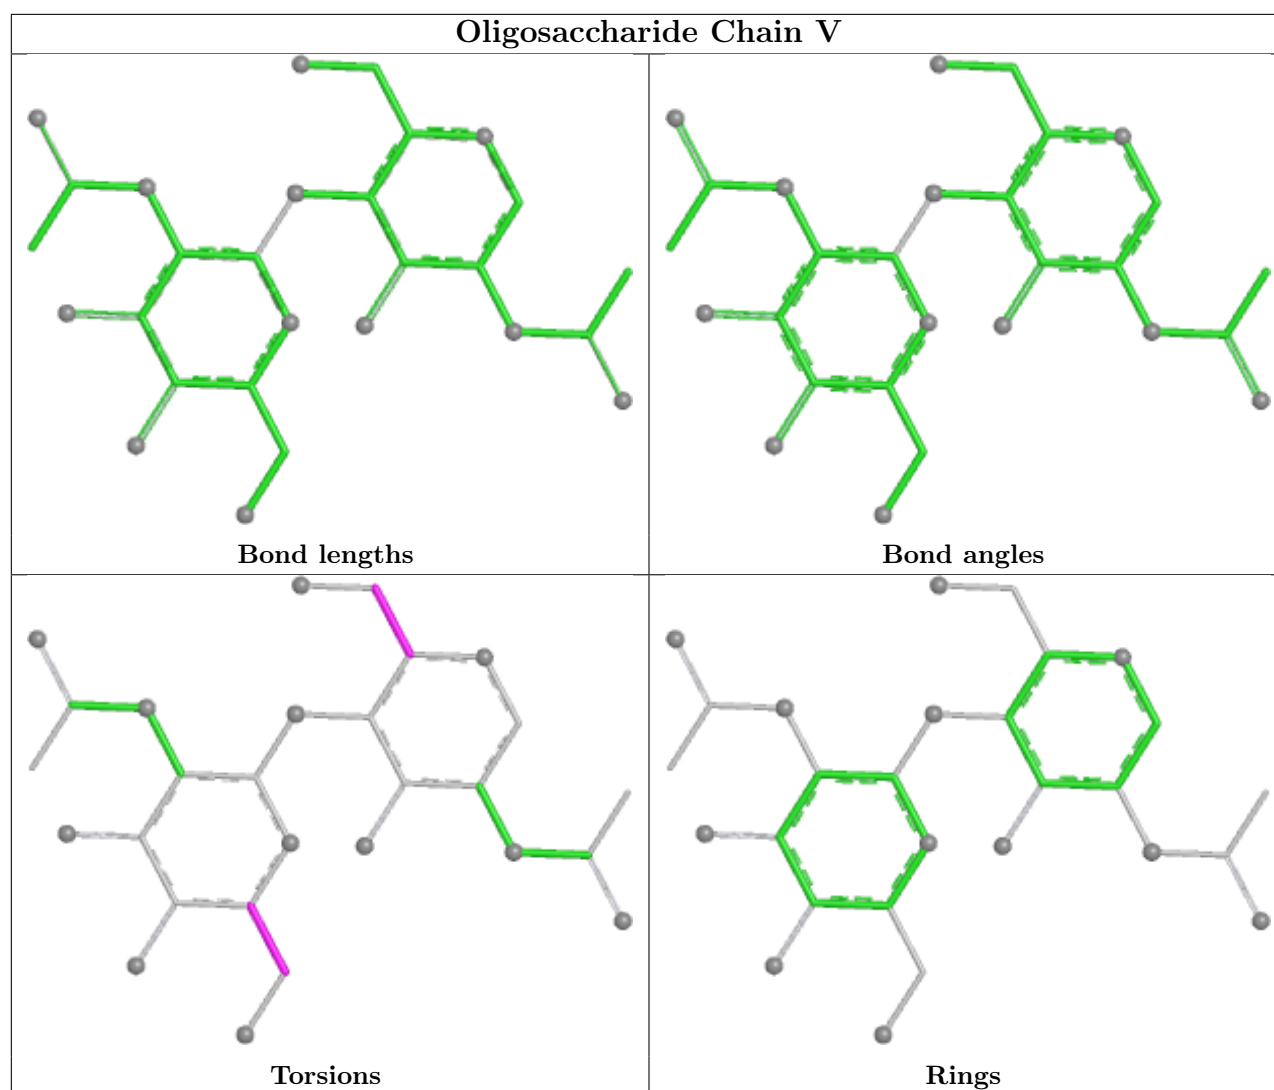 Oligosaccharide Chain V
Bond lengths
Bond angles
Torsions
Rings